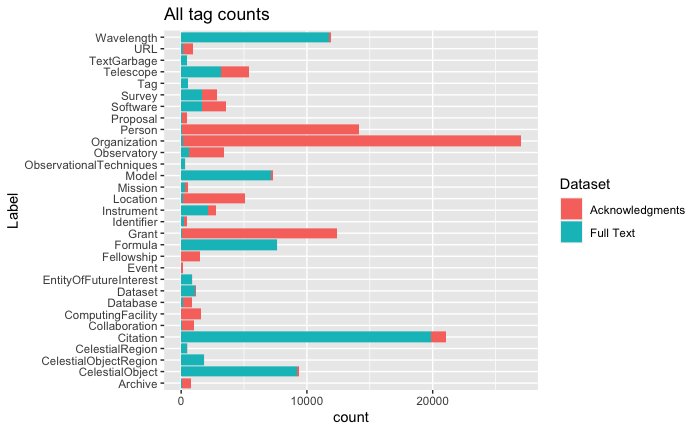 All tag counts
Label
Wavelength
URL
TextGarbage
Telescope
Tag
Survey
Software
Proposal
Person
Organization
Observatory
ObservationalTechniques
Model
Mission
Location
Instrument
Identifier
Grant
Formula
Fellowship
Event
EntityOfFutureInterest
Dataset
Database
ComputingFacility
Collaboration
Citation
CelestialRegion
CelestialObjectRegion
CelestialObject
Archive
0 10000 20000
count
Dataset
Acknowledgments
Full Text